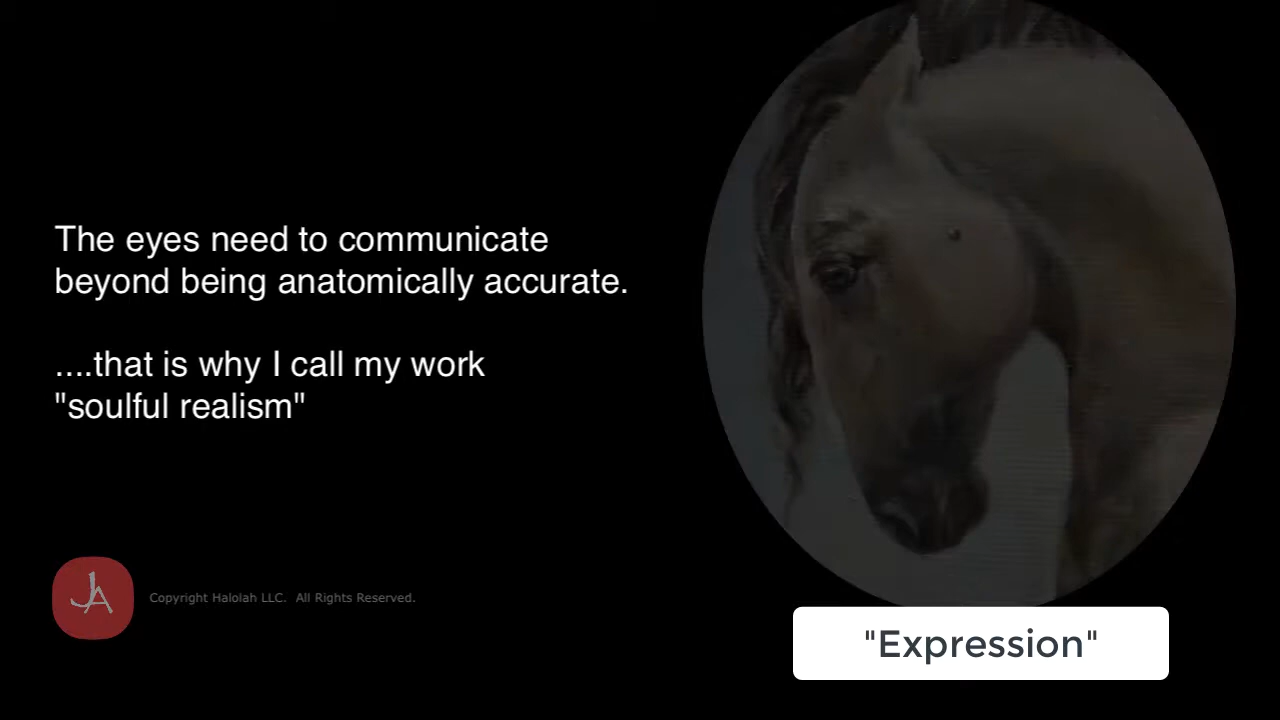 The eyes need to communicate
beyond being anatomically accurate.
....that is why I call my work
"soulful realism"
JA
Copyright Halolah LLC.  All Rights Reserved.
"Expression"